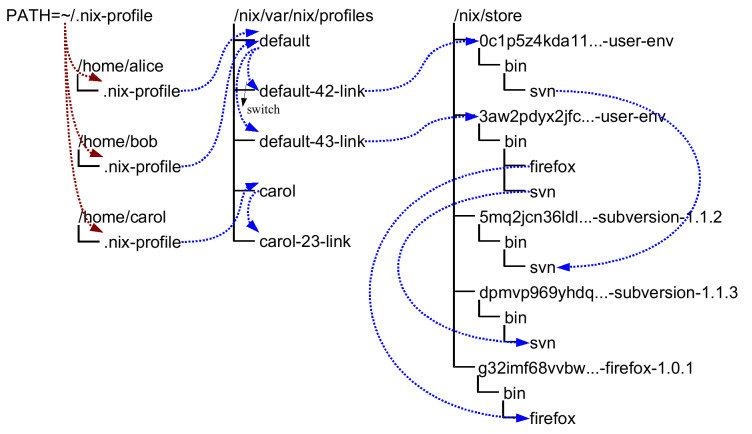 PATH=~/.nix-profile
/home/alice
.nix-profile
/home/bob
.nix-profile
/home/carol
.nix-profile
/nix/var/nix/profiles
default
default-42-link
switch
default-43-link
carol
carol-23-link
/nix/store
0c1p5z4kda11...-user-env
bin
svn
3aw2pdyx2jfc...-user-env
bin
firefox
svn
5mq2jcn36ldl...-subversion-1.1.2
bin
svn
dpmvp969yhdq...-subversion-1.1.3
bin
svn
g32imf68vvbw...-firefox-1.0.1
bin
firefox